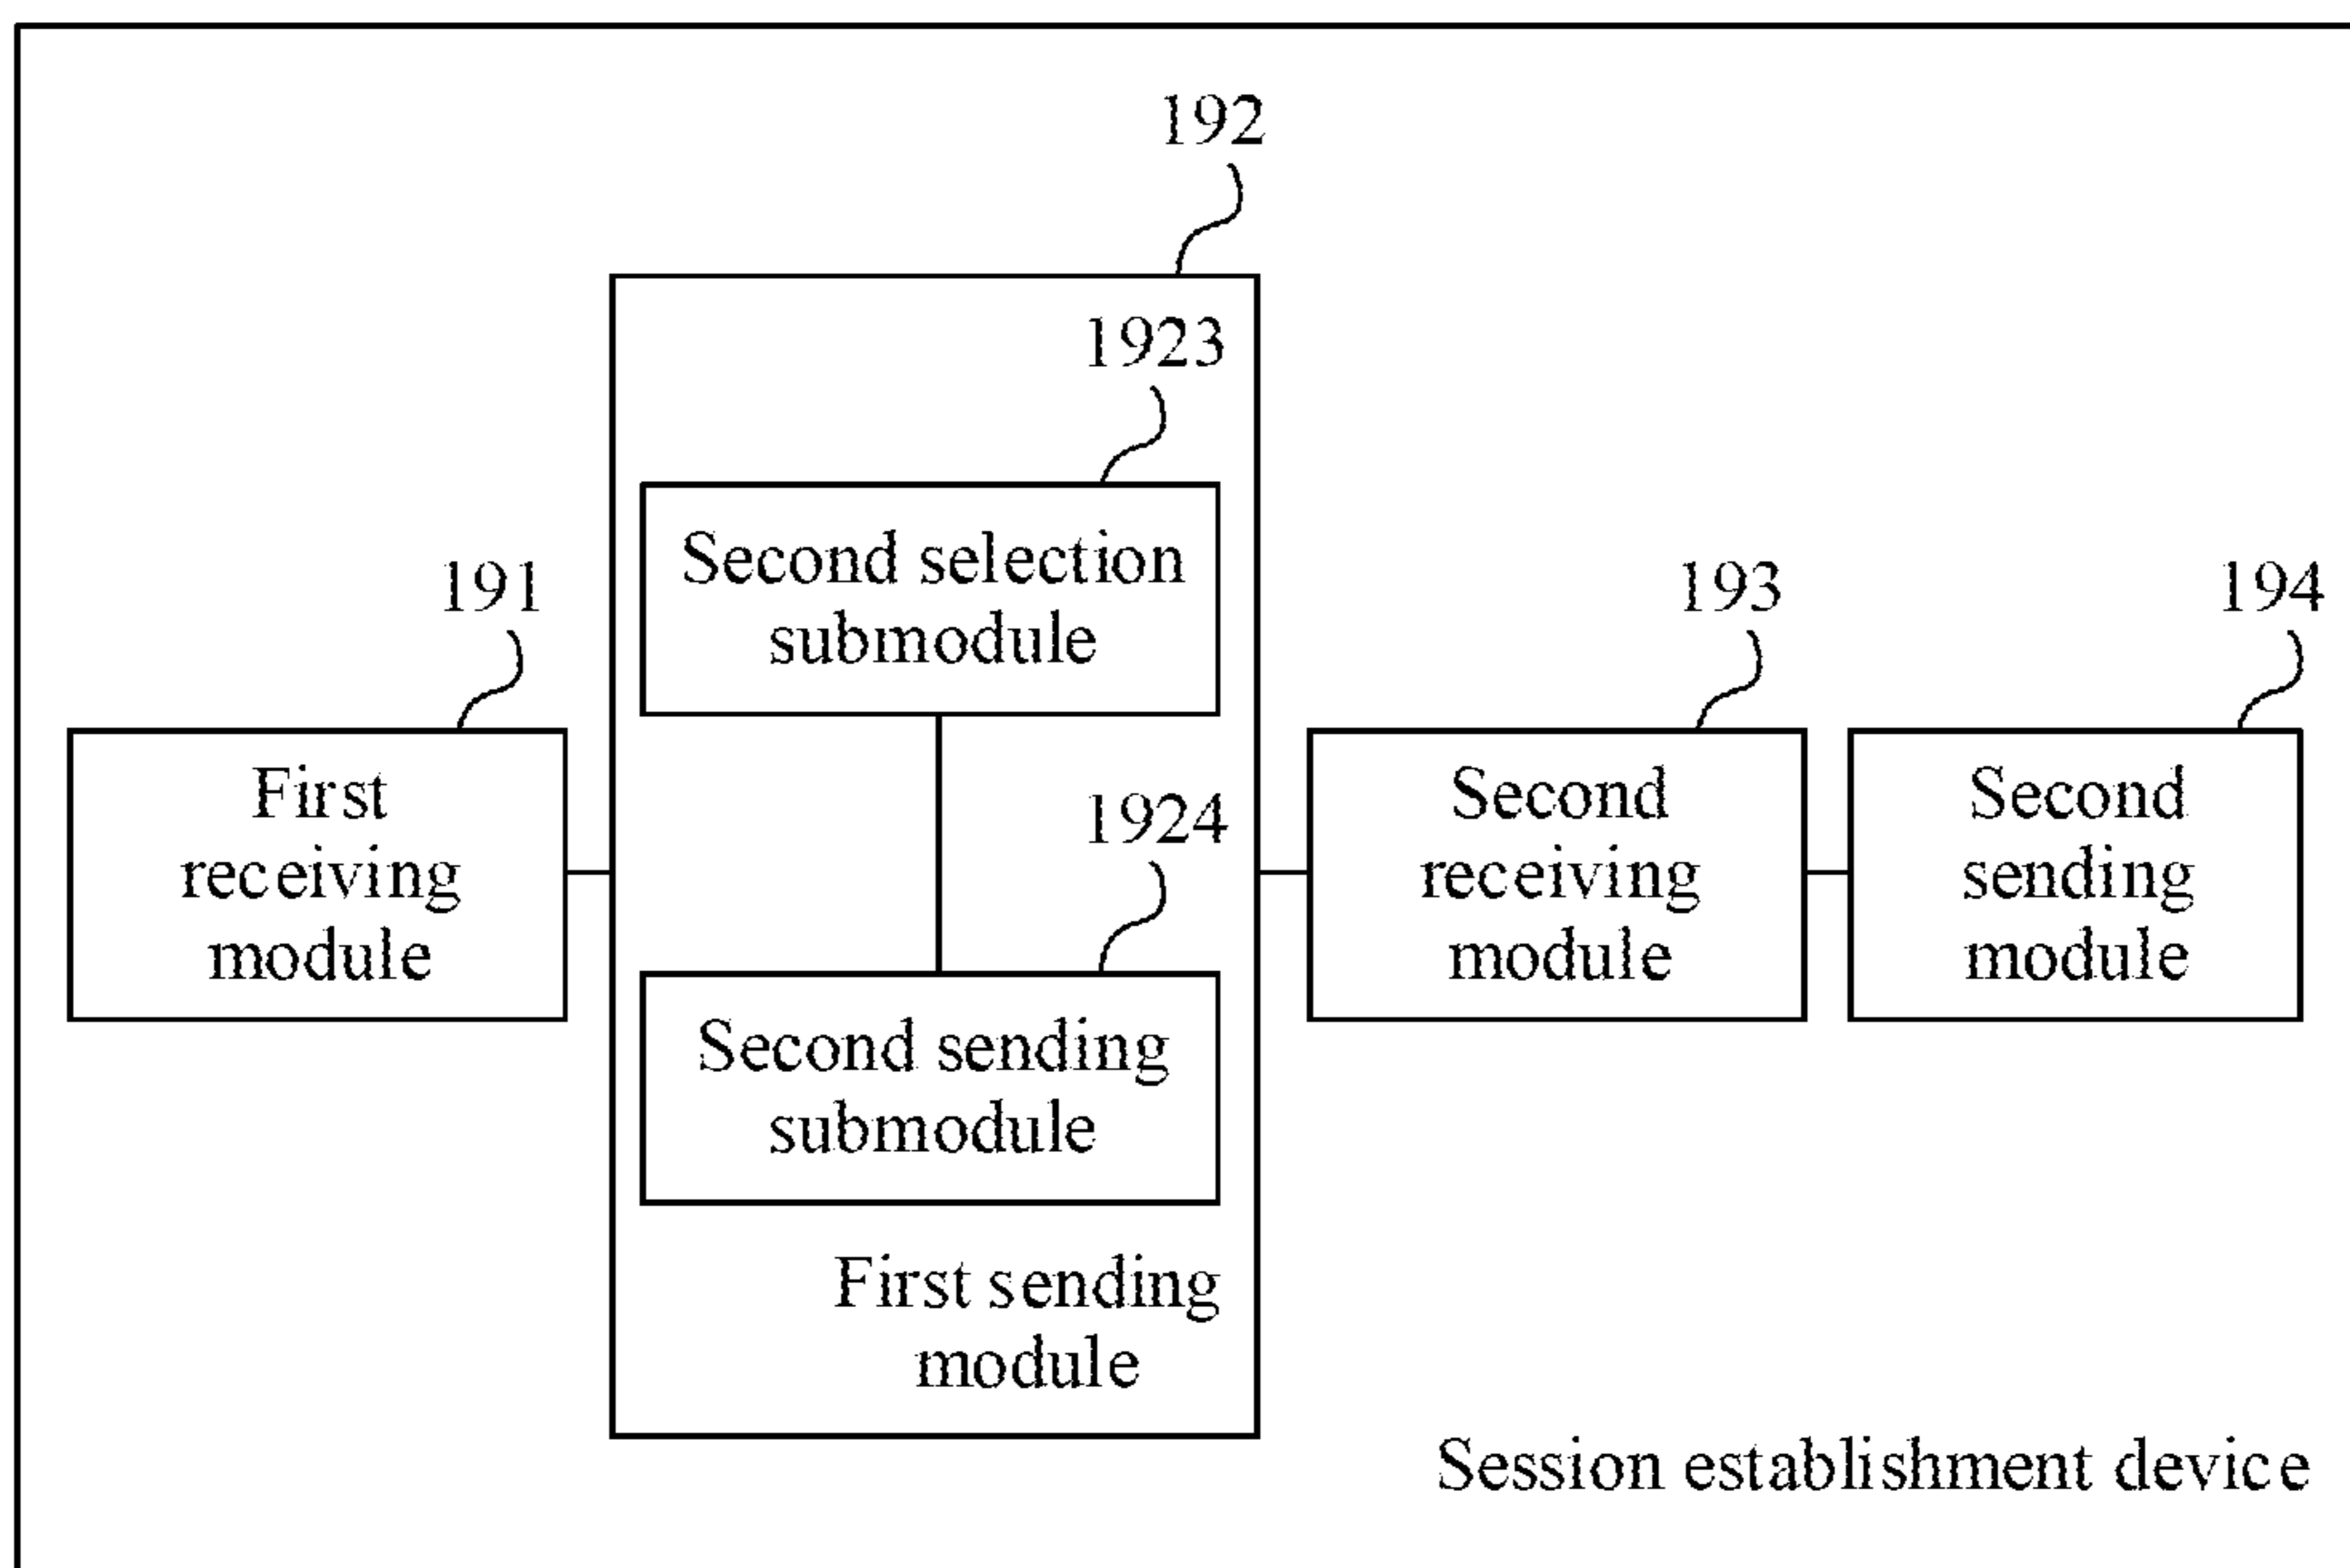 192
1923
Second selection
submodule
191
193
194
First
receiving
module
1924
Second
receiving
module
Second
sending
module
Second sending
submodule
First sending
module
Session establishment device